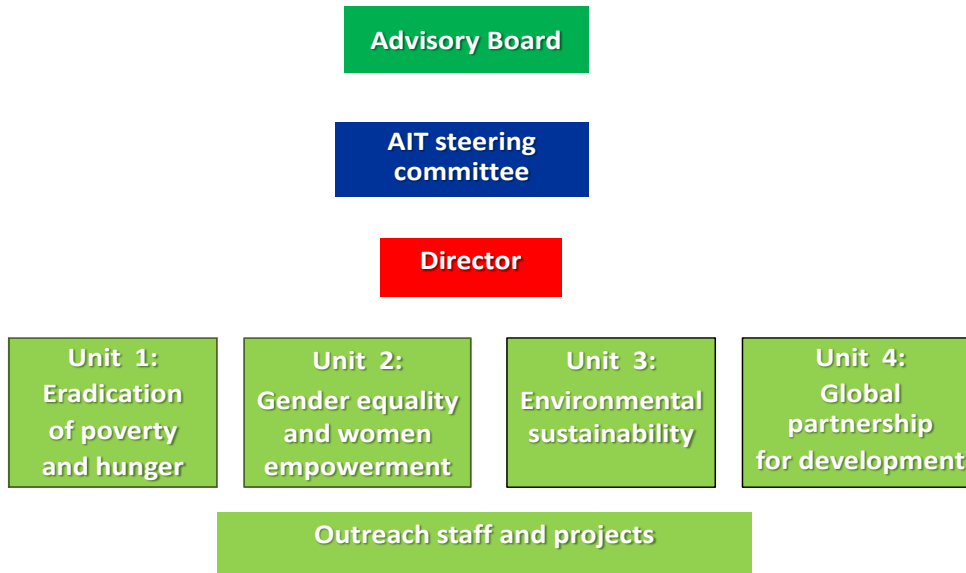 Advisory Board
AIT steering
committee
Director
Unit 1:
Eradication
of poverty
and hunger
Unit 2:
Gender equality
and women
empowerment
Unit 3:
Environmental
sustainability
Unit 4:
Global
partnership
for development
Outreach staff and projects